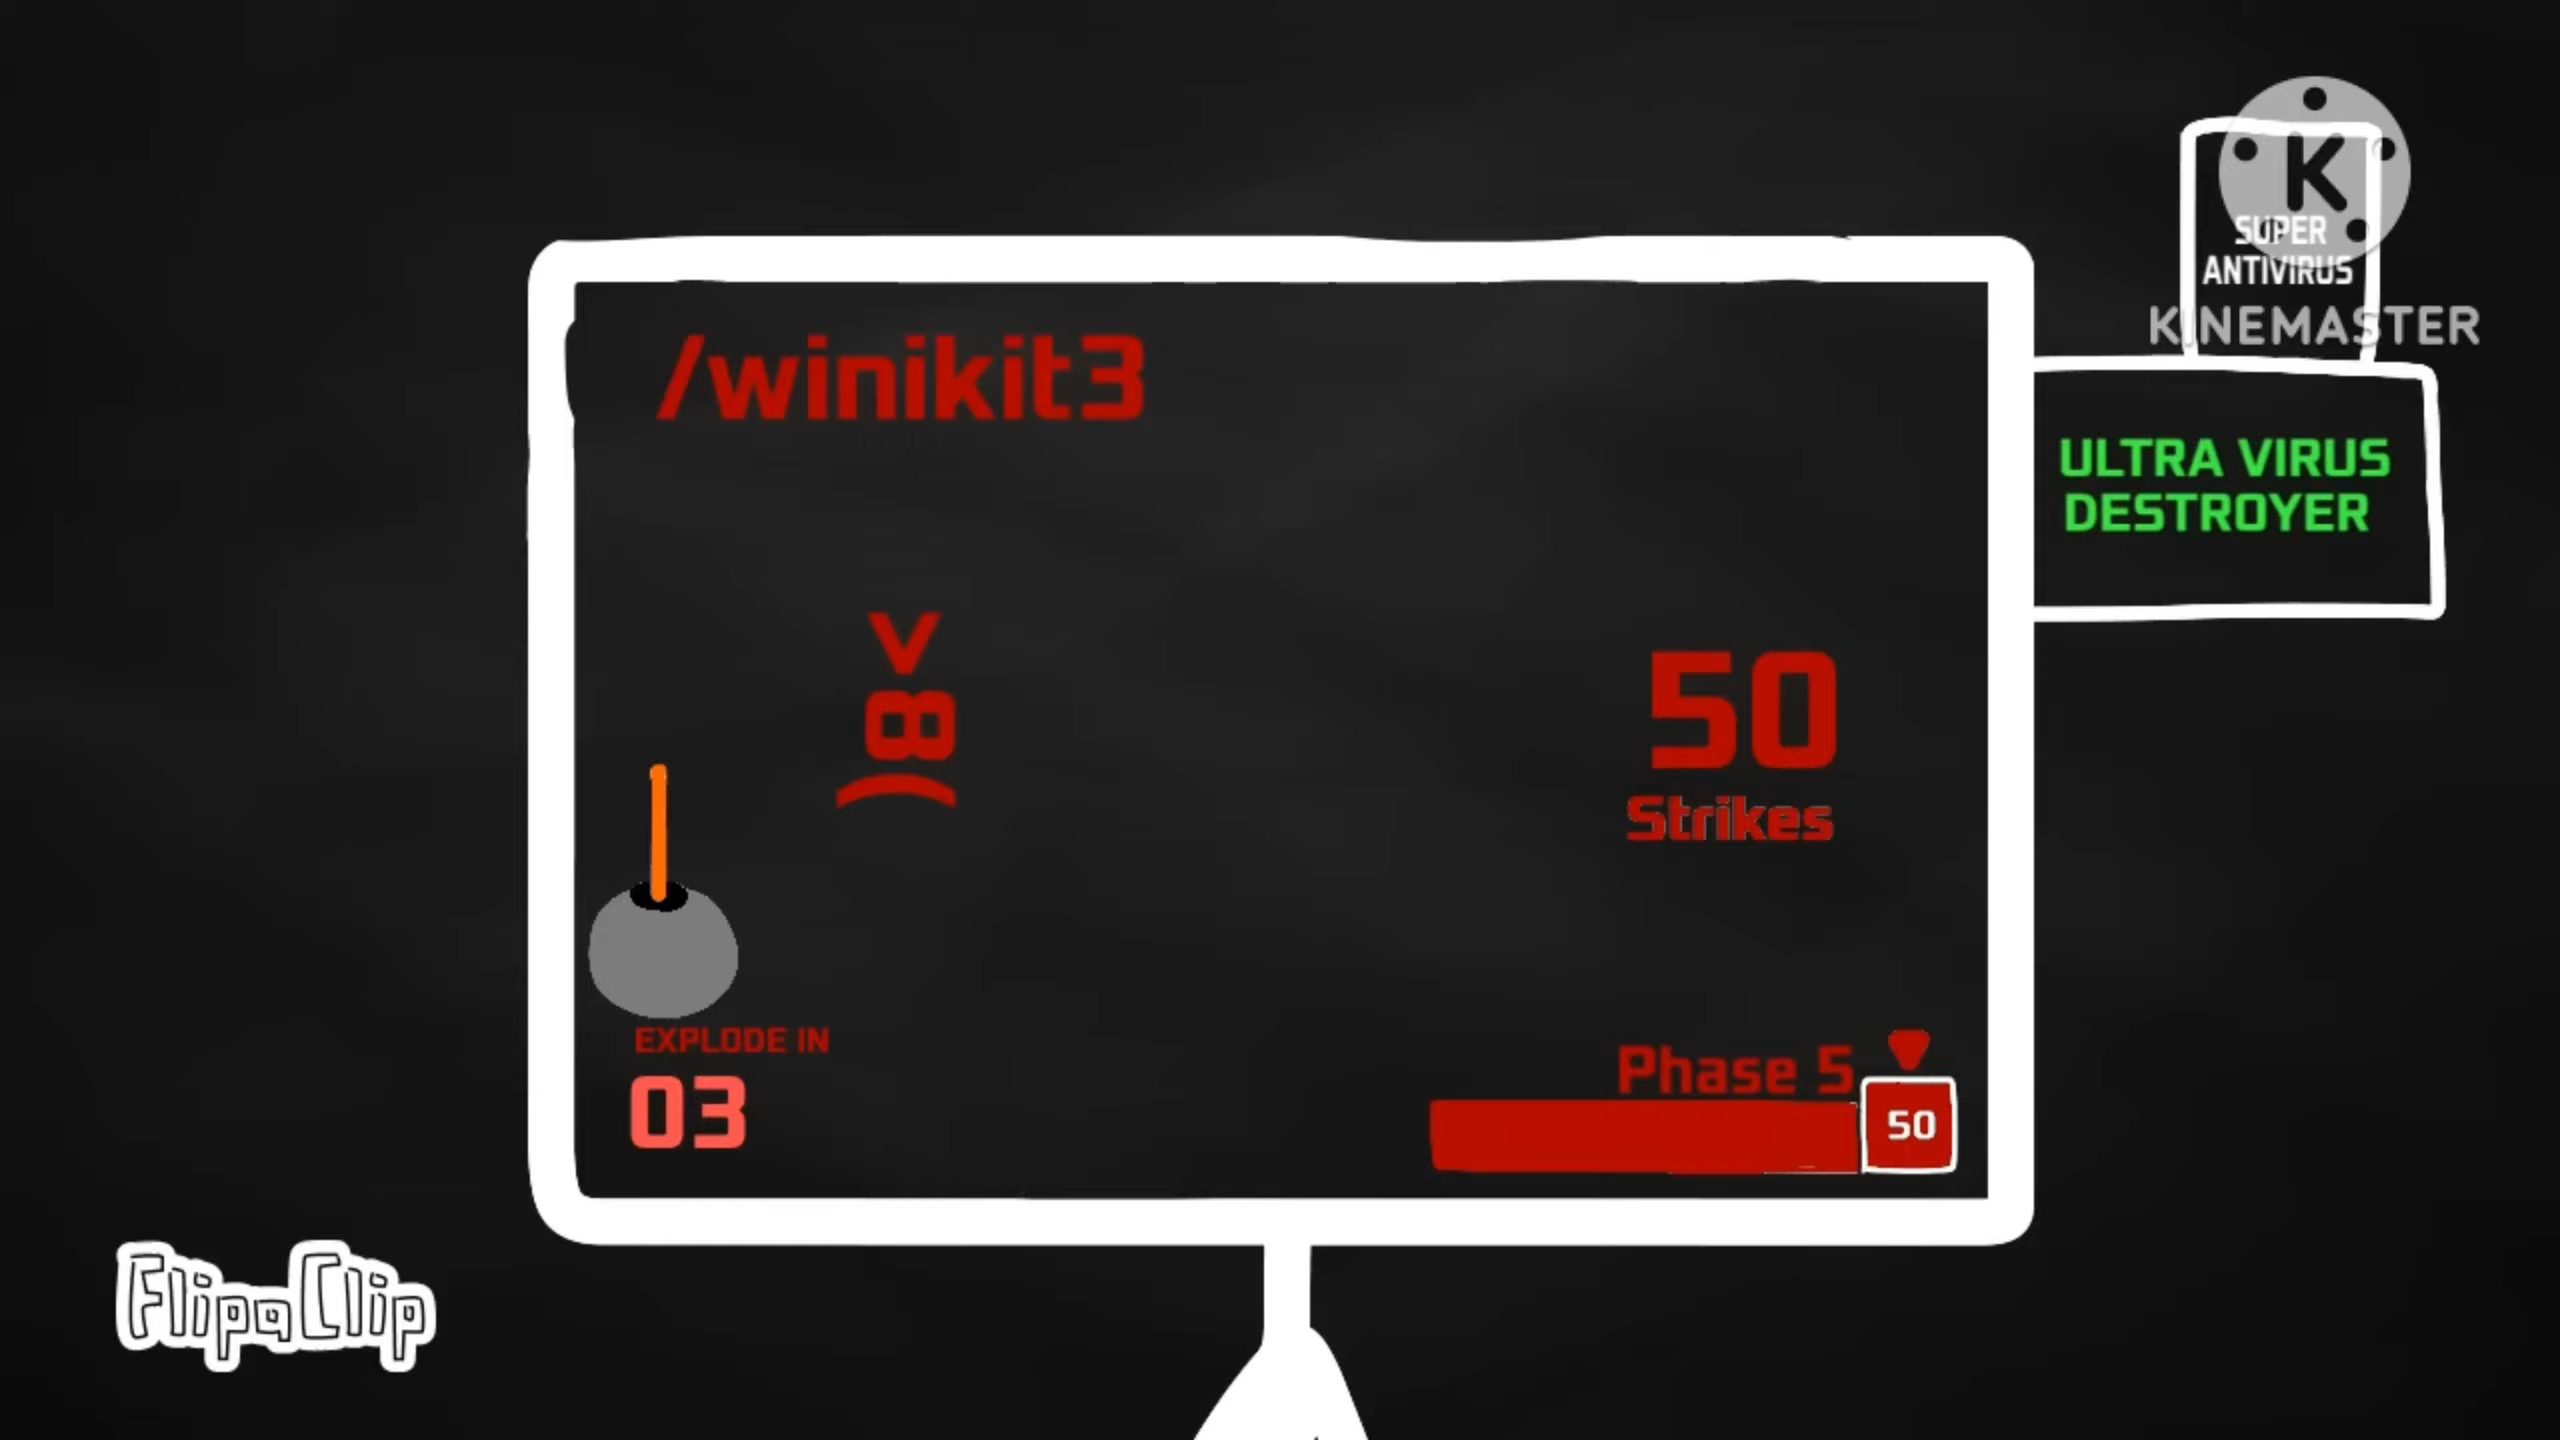 K
SUPER
ANTIVIRUS
KINEMASTER
/winikit3
ULTRA VIRUS
DESTROYER
>8(
50
Strikes
EXPLODE IN
03
Phase 5
50
FlipaClip